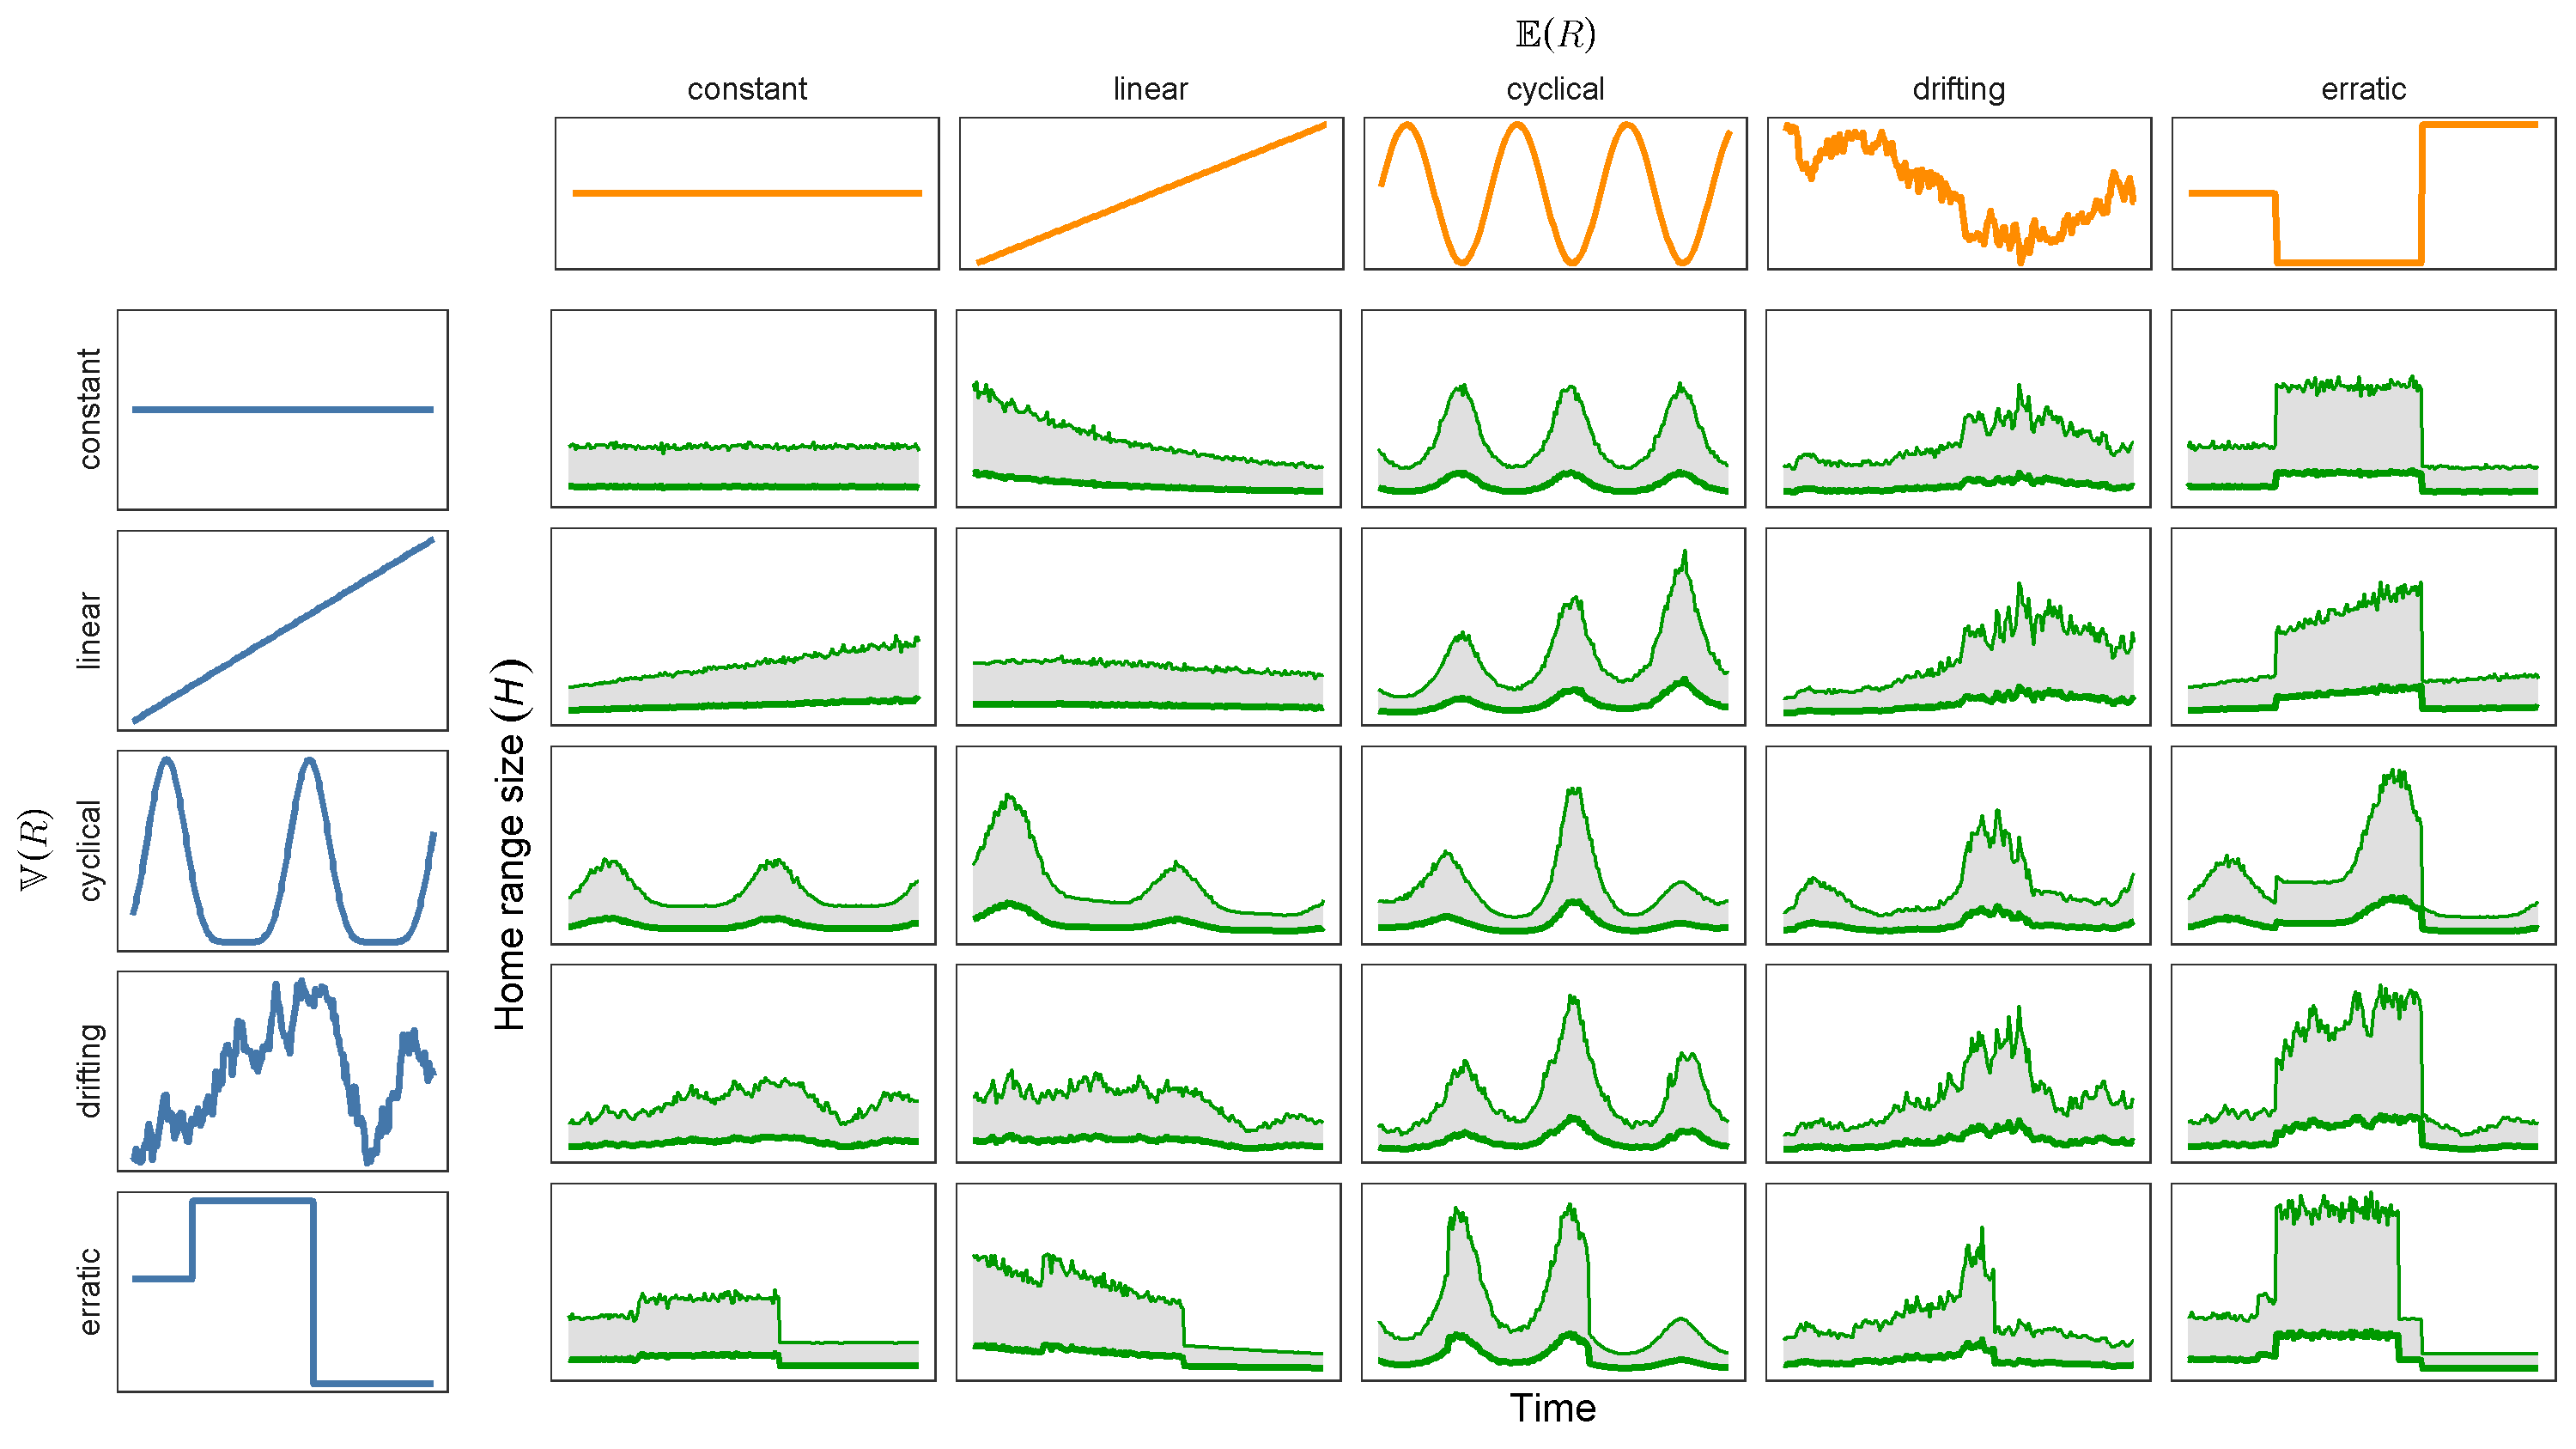 𝔼(R)
constant
linear
cyclical
drifting
erratic
𝕍(R)
constant
linear
cyclical
drifting
erratic
Home range size (H)
Time